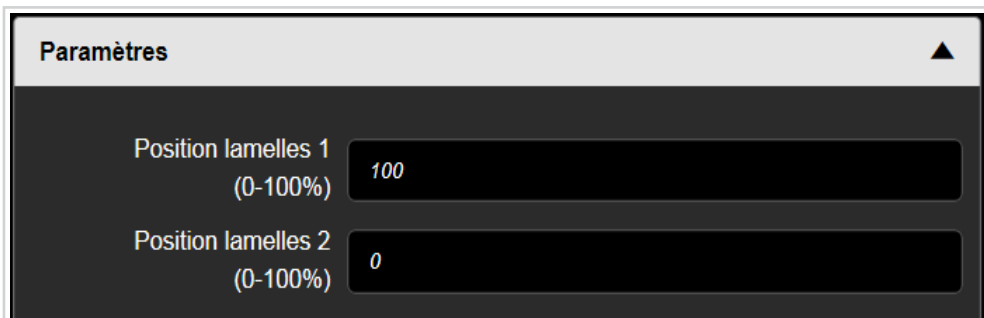 Paramètres
Position lamelles 1
(0-100%)
100
Position lamelles 2
(0-100%)
0